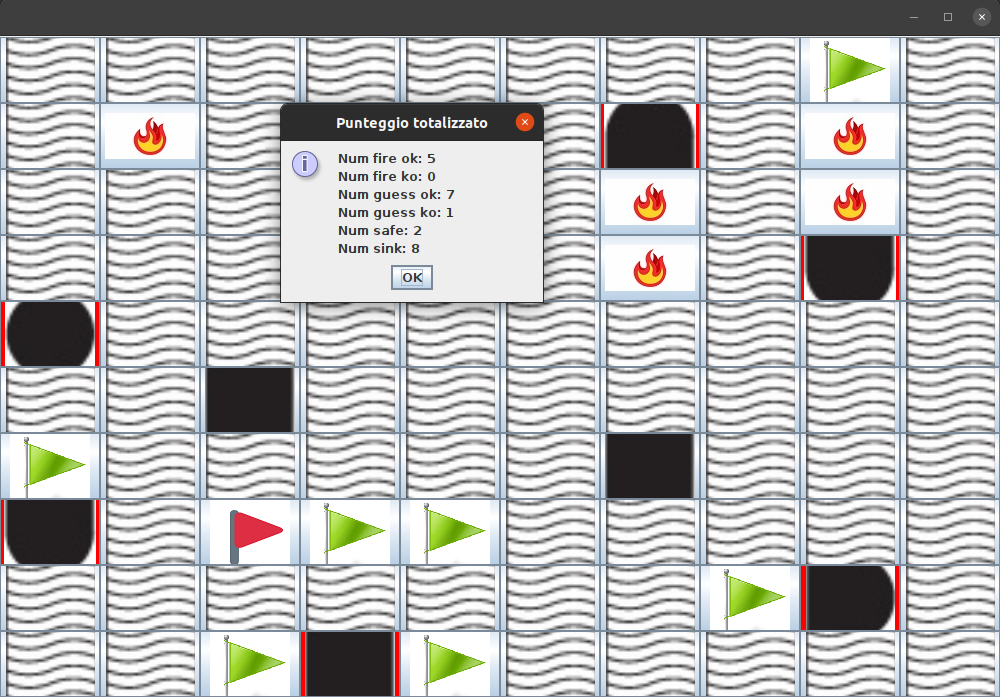 Punteggio totalizzato
Num fire ok: 5
Num fire ko: 0
Num guess ok: 7
Num guess ko: 1
Num safe: 2
Num sink: 8
OK